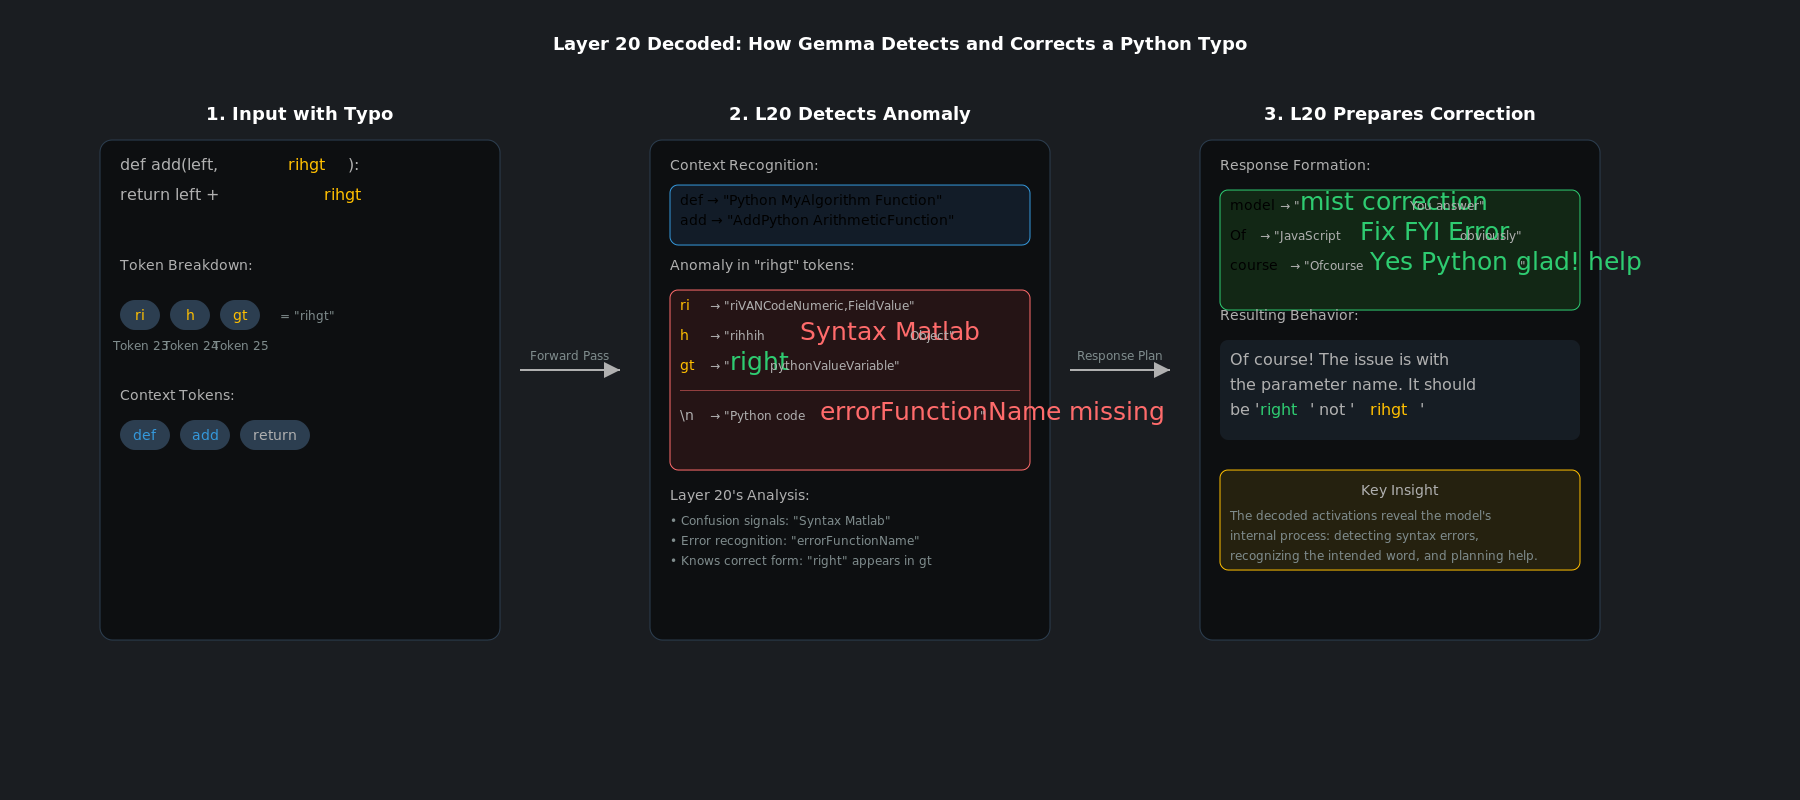 Layer 20 Decoded: How Gemma Detects and Corrects a Python Typo
1. Input with Typo
def add(left, rihgt ):
return left + rihgt
Token Breakdown:
ri h gt = "rihgt"
Token 23 Token 24 Token 25
Context Tokens:
def add return
Forward Pass
2. L20 Detects Anomaly
Context Recognition:
def → "Python MyAlgorithm Function"
add → "AddPython ArithmeticFunction"
Anomaly in "rihgt" tokens:
ri → "riVANCodeNumeric,FieldValue"
h → "rihhih Syntax Matlab Object"
gt → "right pythonValueVariable"
\n → "Python code errorFunctionName missing "
Layer 20's Analysis:
• Confusion signals: "Syntax Matlab"
• Error recognition: "errorFunctionName"
• Knows correct form: "right" appears in gt
Response Plan
3. L20 Prepares Correction
Response Formation:
model → " mist correction You answer"
Of → "JavaScript Fix FYI Error obviously"
course → "Ofcourse Yes Python glad! help "
Resulting Behavior:
Of course! The issue is with
the parameter name. It should
be 'right ' not ' rihgt '
Key Insight
The decoded activations reveal the model's
internal process: detecting syntax errors,
recognizing the intended word, and planning help.